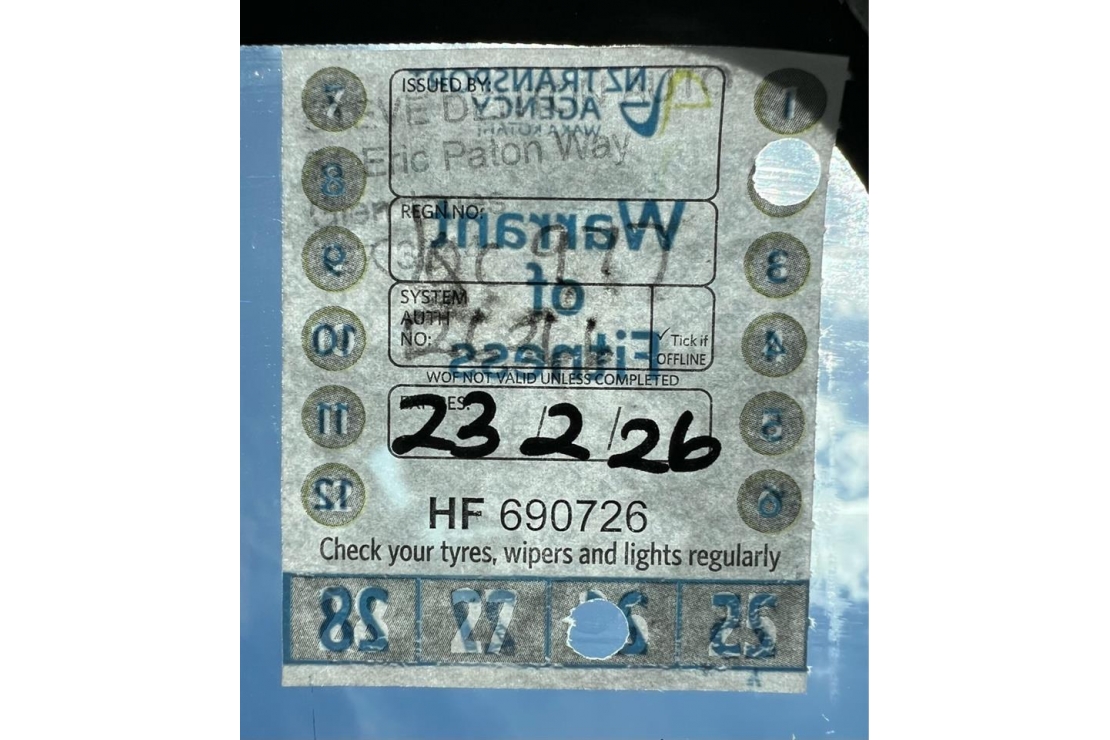 ISSUED BY:
NZ TRANSPORT
AGENCY
WAKA KOTAHI
Eric Paton Way
REGN NO:
Warrant
of
Fitness
SYSTEM
AUTH
NO:
✓ Tick if
OFFLINE
WOF NOT VALID UNLESS COMPLETED
EXPIRES:
23 / 2 / 26
HF 690726
Check your tyres, wipers and lights regularly
7 1
8
9 3
10 4
11 5
12 6
28 27 26 25